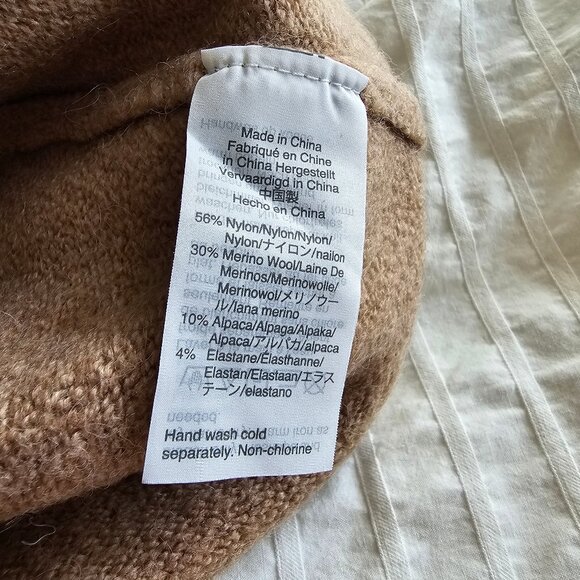 Made in China
Fabriqué en Chine
in China Hergestellt
Vervaardigd in China
中国製
Hecho en China
56% Nylon/Nylon/Nylon/
Nylon/ナイロン/nailon
30% Merino Wool/Laine De
Merinos/Merinowolle/
Merinowol/メリノウー
ル/lana merino
10% Alpaca/Alpaga/Alpaka/
Alpaca/アルパカ/alpaca
4% Elastane/Élasthanne/
Elastan/Elastaan/エラス
テーン/elastano
Hand wash cold
separately. Non-chlorine